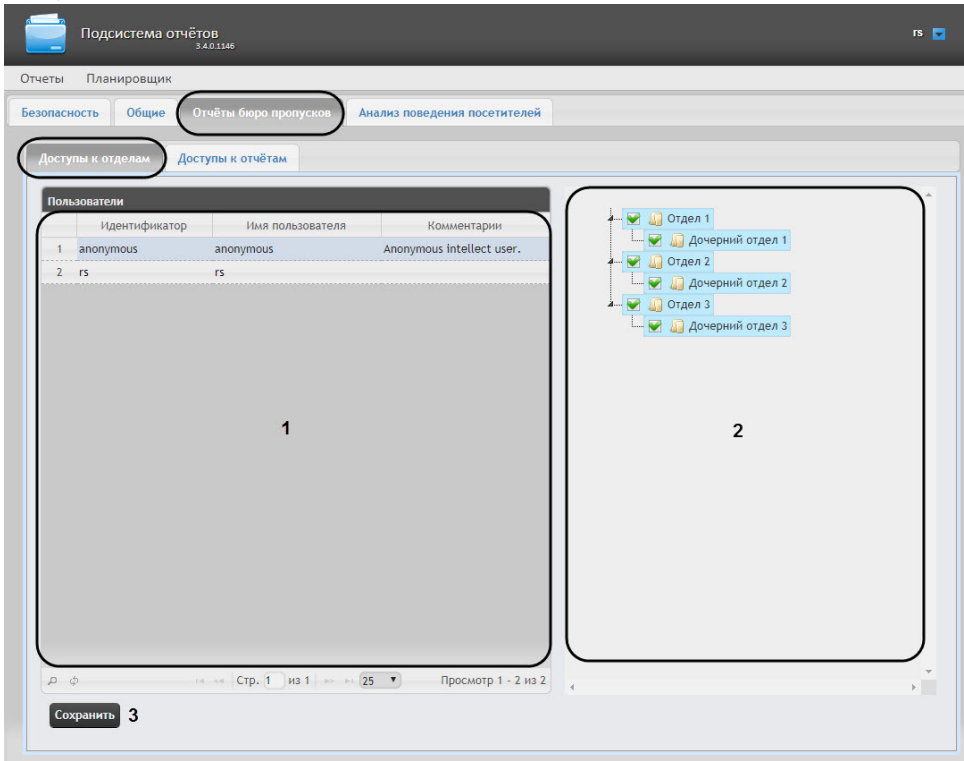 Подсистема отчётов
3.4.0.1146
rs
Отчеты Планировщик
Безопасность Общие Отчёты бюро пропусков Анализ поведения посетителей
Доступы к отделам Доступы к отчётам
Пользователи
Идентификатор Имя пользователя Комментарии
1 anonymous anonymous Anonymous intellect user.
2 rs rs
Отдел 1
Дочерний отдел 1
Отдел 2
Дочерний отдел 2
Отдел 3
Дочерний отдел 3
1
2
Стр. 1 из 1 25 Просмотр 1 - 2 из 2
Сохранить 3